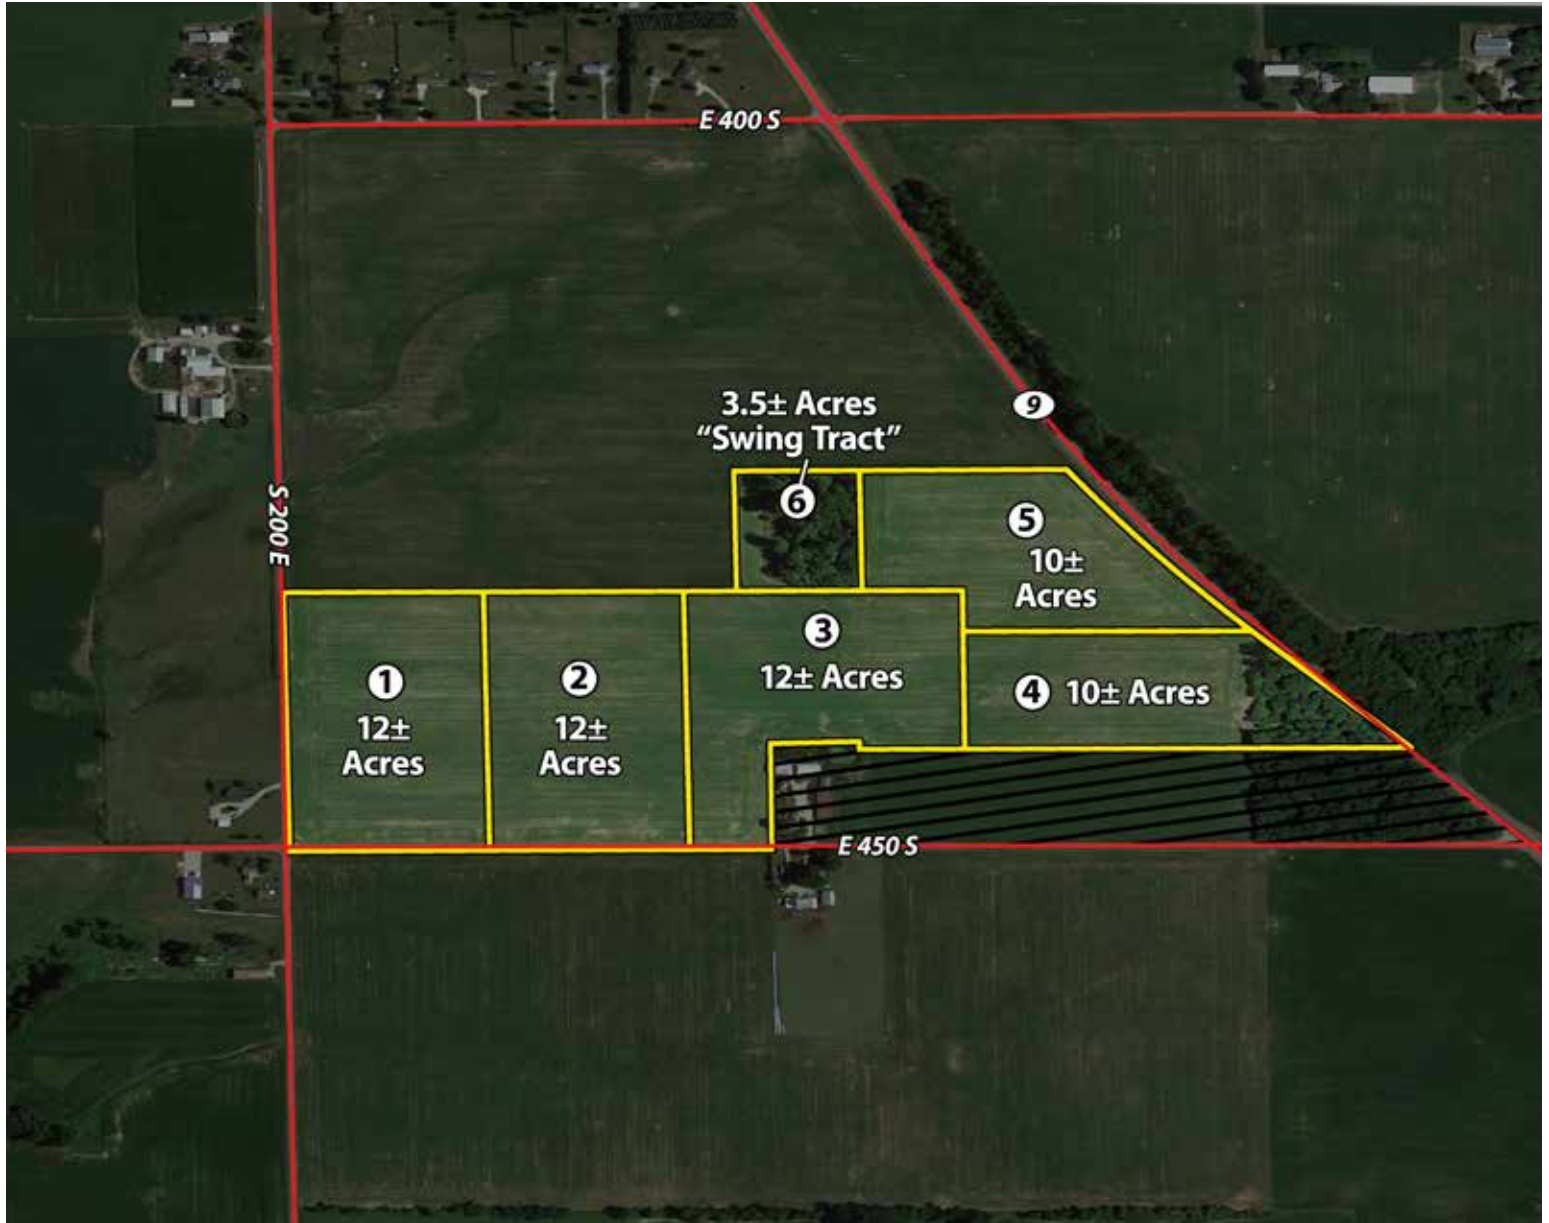 E 400 S
9
3.5± Acres
“Swing Tract”
6
5
10±
Acres
S 200 E
3
12± Acres
1
12±
Acres
2
12±
Acres
4 10± Acres
E 450 S